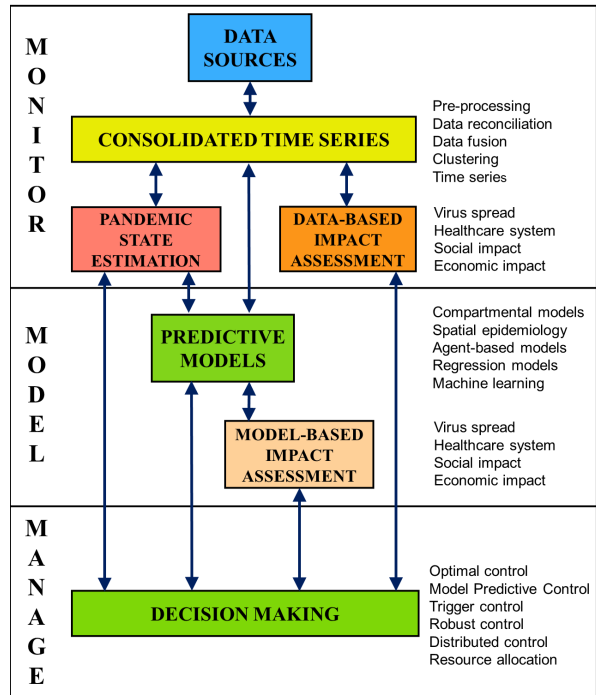 MONITOR
DATA
SOURCES
CONSOLIDATED TIME SERIES
Pre-processing
Data reconciliation
Data fusion
Clustering
Time series
PANDEMIC
STATE
ESTIMATION
DATA-BASED
IMPACT
ASSESSMENT
Virus spread
Healthcare system
Social impact
Economic impact
MODEL
PREDICTIVE
MODELS
Compartmental models
Spatial epidemiology
Agent-based models
Regression models
Machine learning
MODEL-BASED
IMPACT
ASSESSMENT
Virus spread
Healthcare system
Social impact
Economic impact
MANAGE
DECISION MAKING
Optimal control
Model Predictive Control
Trigger control
Robust control
Distributed control
Resource allocation